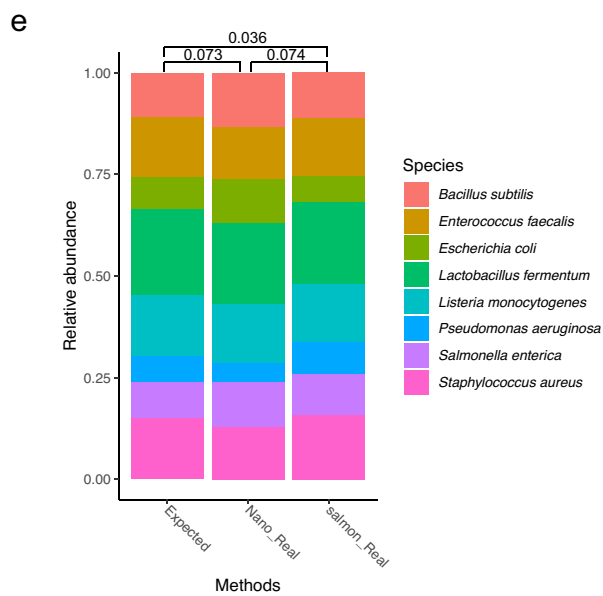 e
0.036
0.073 0.074
1.00
0.75
0.50
0.25
0.00
Relative abundance
Expected
Nano_Real
salmon_Real
Methods
Species
Bacillus subtilis
Enterococcus faecalis
Escherichia coli
Lactobacillus fermentum
Listeria monocytogenes
Pseudomonas aeruginosa
Salmonella enterica
Staphylococcus aureus